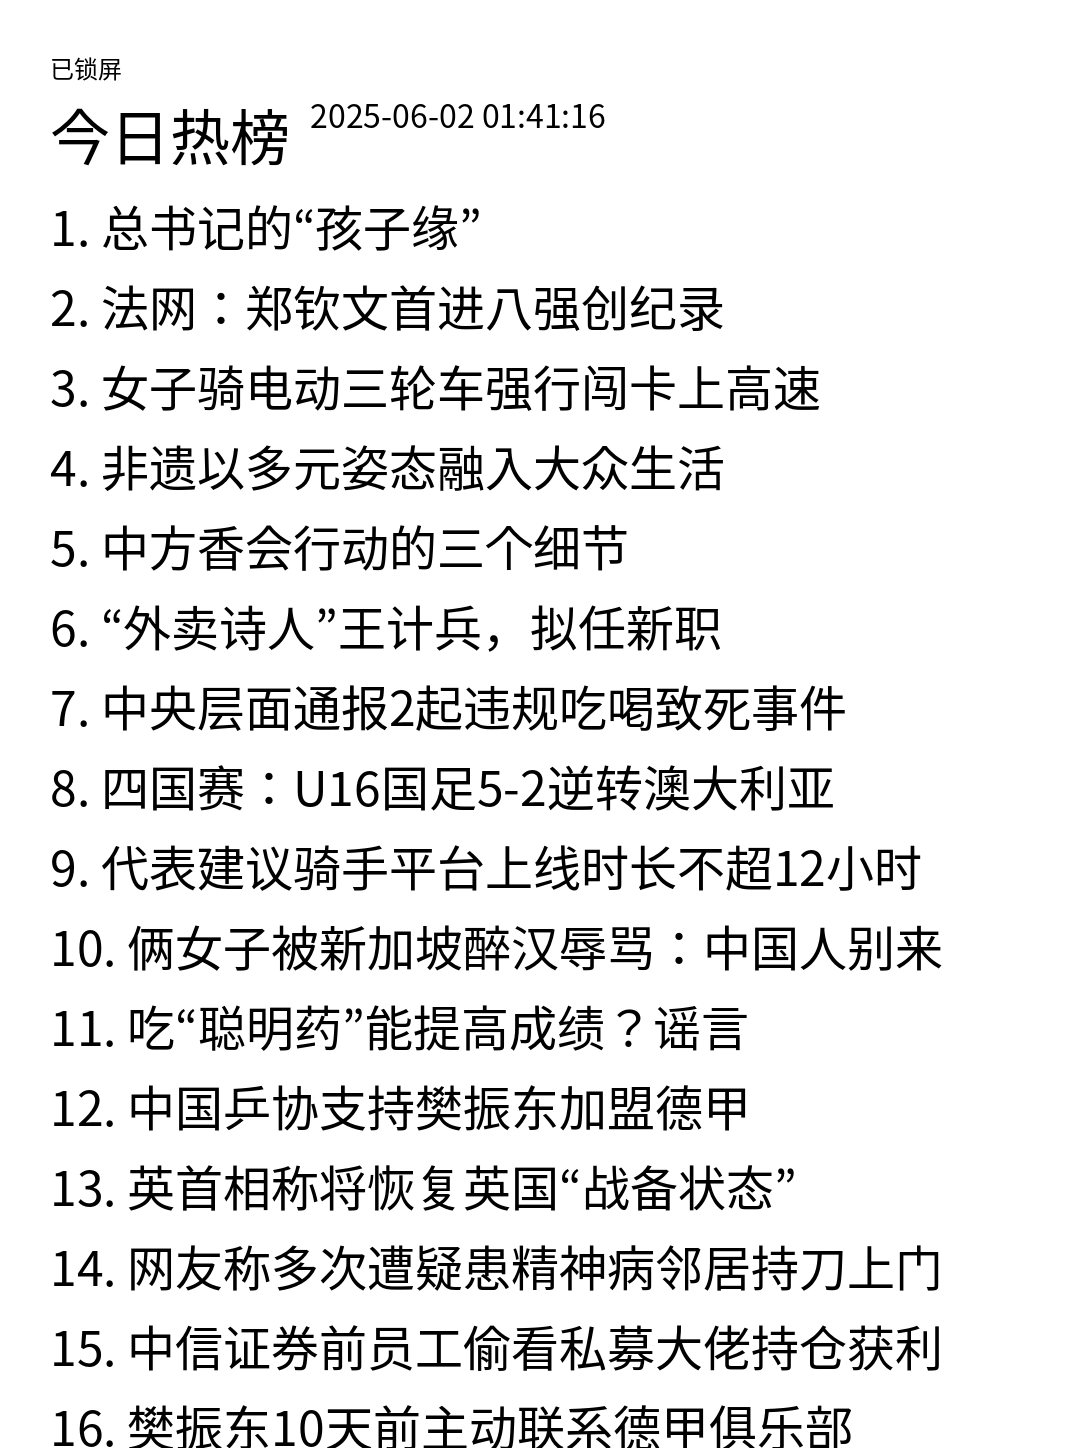 已锁屏
今日热榜 2025-06-02 01:41:16
1. 总书记的“孩子缘”
2. 法网：郑钦文首进八强创纪录
3. 女子骑电动三轮车强行闯卡上高速
4. 非遗以多元姿态融入大众生活
5. 中方香会行动的三个细节
6. “外卖诗人”王计兵，拟任新职
7. 中央层面通报2起违规吃喝致死事件
8. 四国赛：U16国足5-2逆转澳大利亚
9. 代表建议骑手平台上线时长不超12小时
10. 俩女子被新加坡醉汉辱骂：中国人别来
11. 吃“聪明药”能提高成绩？谣言
12. 中国乒协支持樊振东加盟德甲
13. 英首相称将恢复英国“战备状态”
14. 网友称多次遭疑患精神病邻居持刀上门
15. 中信证券前员工偷看私募大佬持仓获利
16. 樊振东10天前主动联系德甲俱乐部